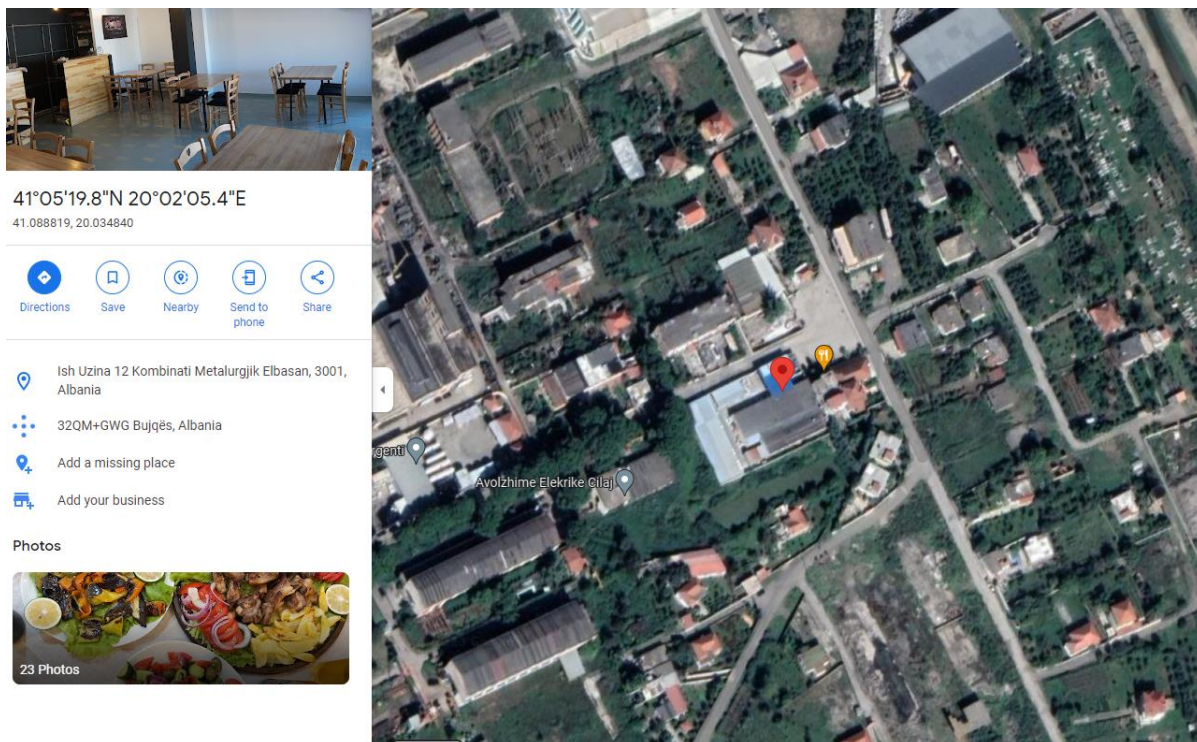 41°05'19.8"N 20°02'05.4"E
41.088819, 20.034840
Directions
Save
Nearby
Send to
phone
Share
Ish Uzina 12 Kombinati Metalurgjik Elbasan, 3001,
Albania
32QM+GWG Bujqës, Albania
Add a missing place
Add your business
Photos
23 Photos
rgenti
Avolzhime Elekrike Cilaj